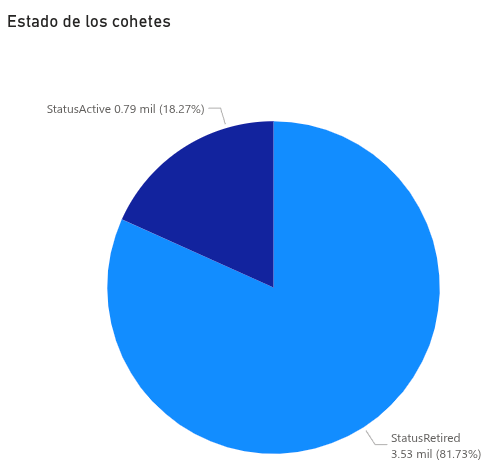 Estado de los cohetes
StatusActive 0.79 mil (18.27%)
StatusRetired
3.53 mil (81.73%)